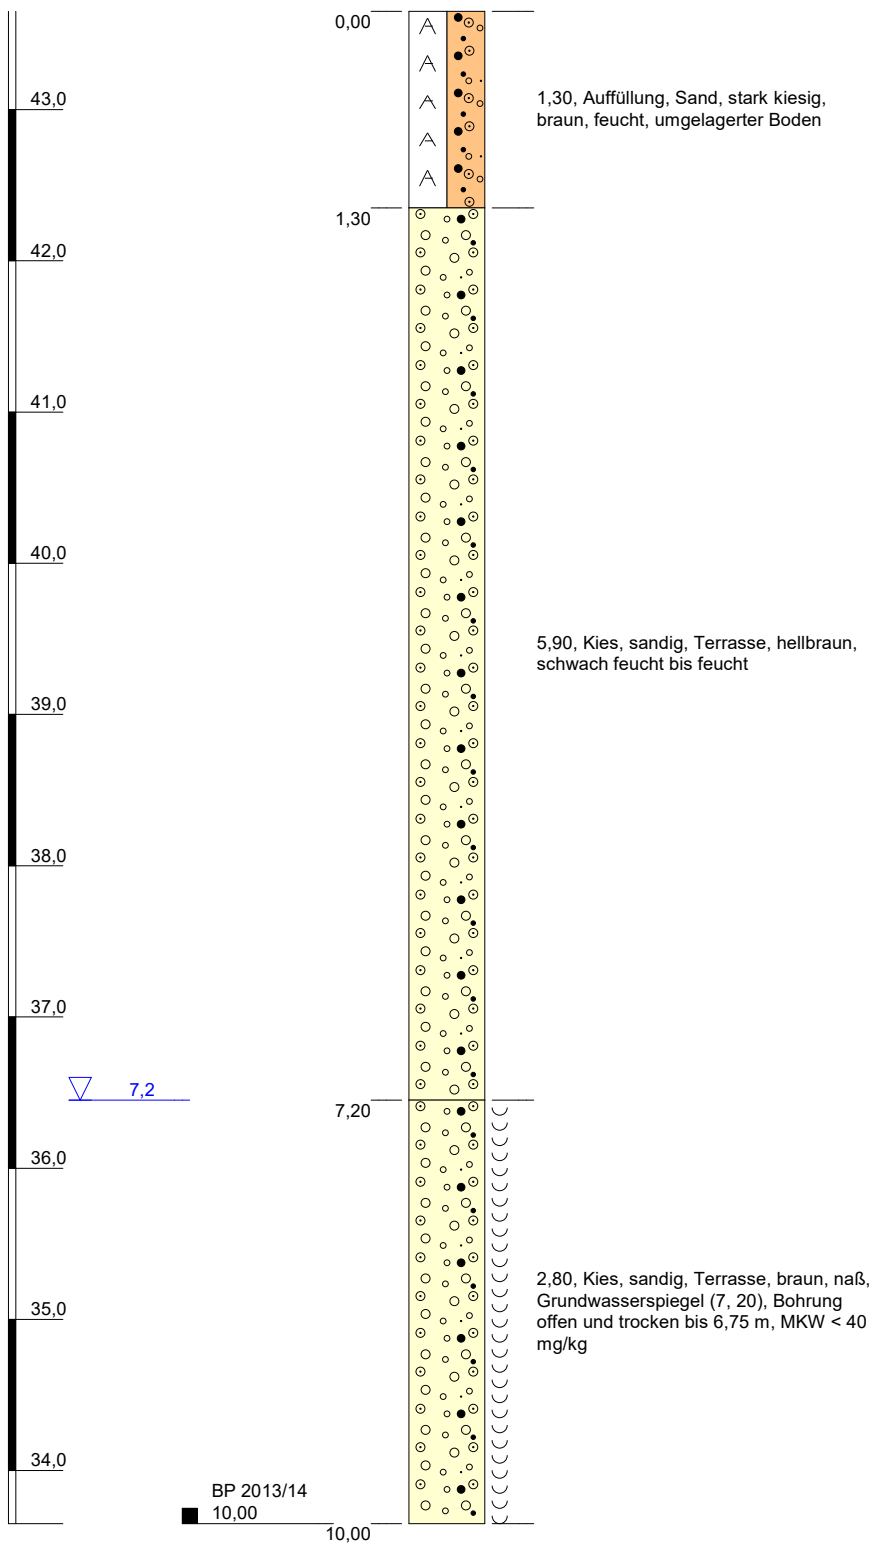 0,00
43,0
1,30, Auffüllung, Sand, stark kiesig,
braun, feucht, umgelagerter Boden
1,30
42,0
41,0
40,0
5,90, Kies, sandig, Terrasse, hellbraun,
schwach feucht bis feucht
39,0
38,0
37,0
7,2
7,20
36,0
2,80, Kies, sandig, Terrasse, braun, naß,
Grundwasserspiegel (7, 20), Bohrung
offen und trocken bis 6,75 m, MKW < 40
mg/kg
35,0
34,0
BP 2013/14
10,00
10,00